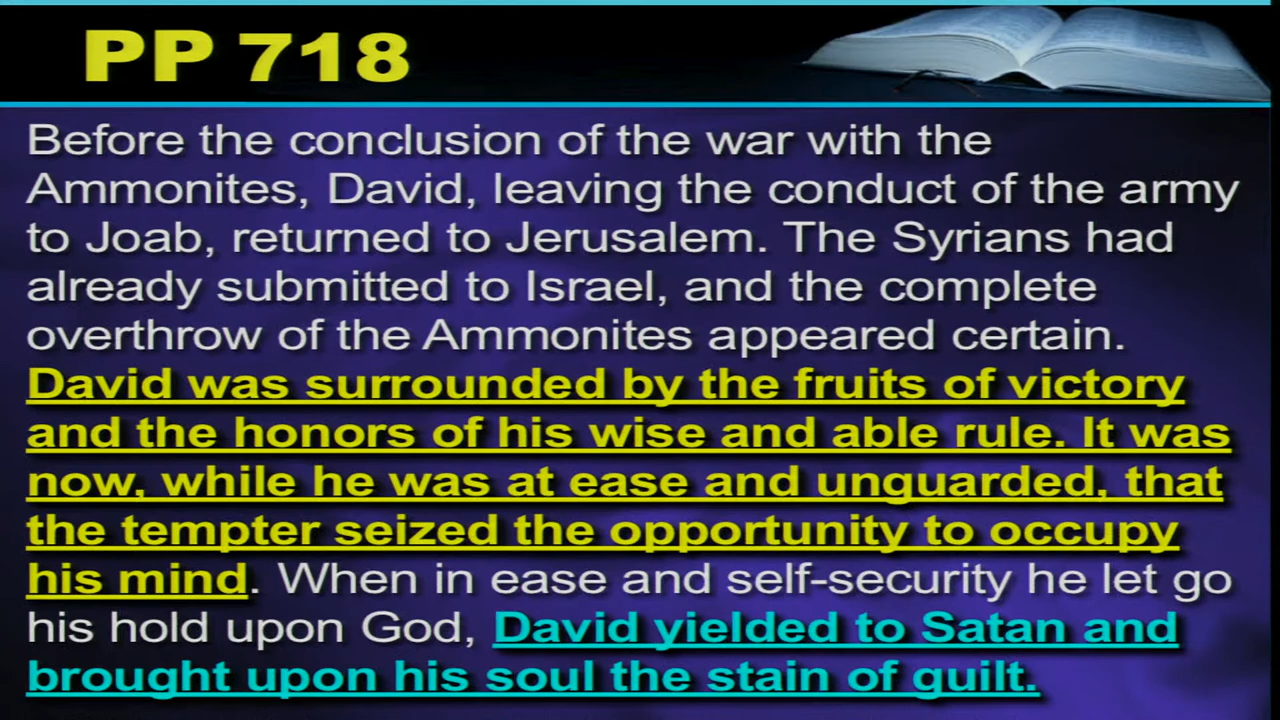 PP 718
Before the conclusion of the war with the
Ammonites, David, leaving the conduct of the army
to Joab, returned to Jerusalem. The Syrians had
already submitted to Israel, and the complete
overthrow of the Ammonites appeared certain.
David was surrounded by the fruits of victory
and the honors of his wise and able rule. It was
now, while he was at ease and unguarded, that
the tempter seized the opportunity to occupy
his mind. When in ease and self-security he let go
his hold upon God, David yielded to Satan and
brought upon his soul the stain of guilt.